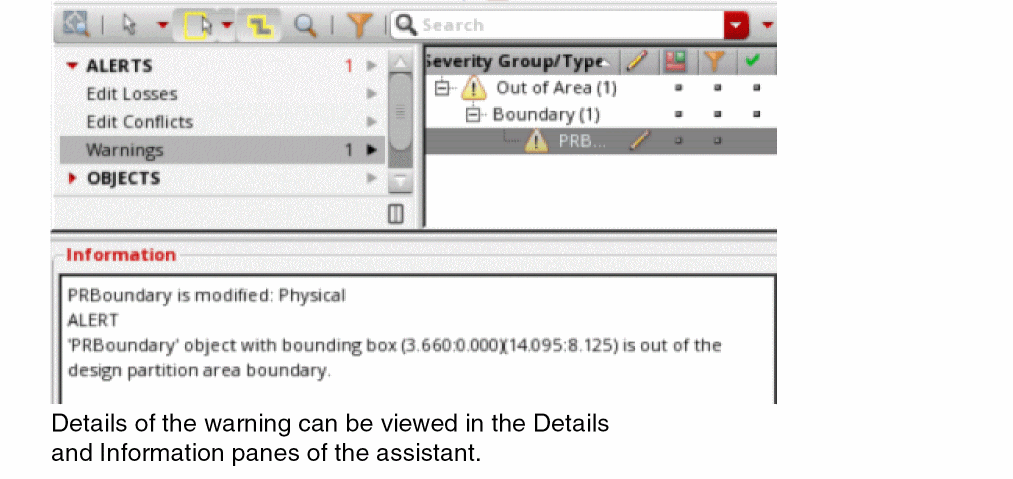 Search
ALERTS 1
Edit Losses
Edit Conflicts
Warnings 1
OBJECTS
Severity Group/Type
Out of Area (1)
Boundary (1)
PRB...
Information
PRBoundary is modified: Physical
ALERT
'PRBoundary' object with bounding box (3.660:0.000)(14.095:8.125) is out of the
design partition area boundary.
Details of the warning can be viewed in the Details
and Information panes of the assistant.